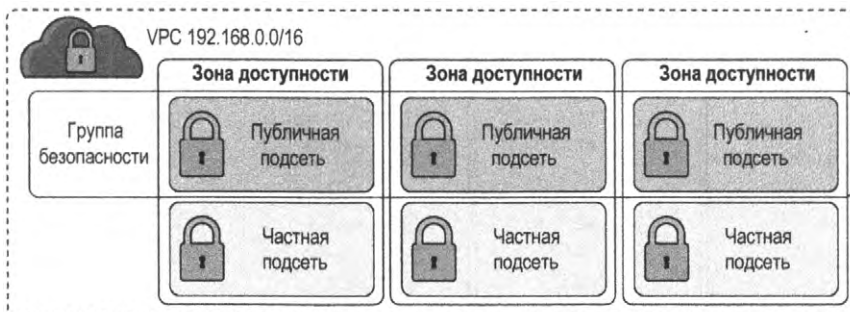 VPC 192.168.0.0/16
Зона доступности
Зона доступности
Зона доступности
Группа
безопасности
Публичная
подсеть
Публичная
подсеть
Публичная
подсеть
Частная
подсеть
Частная
подсеть
Частная
подсеть